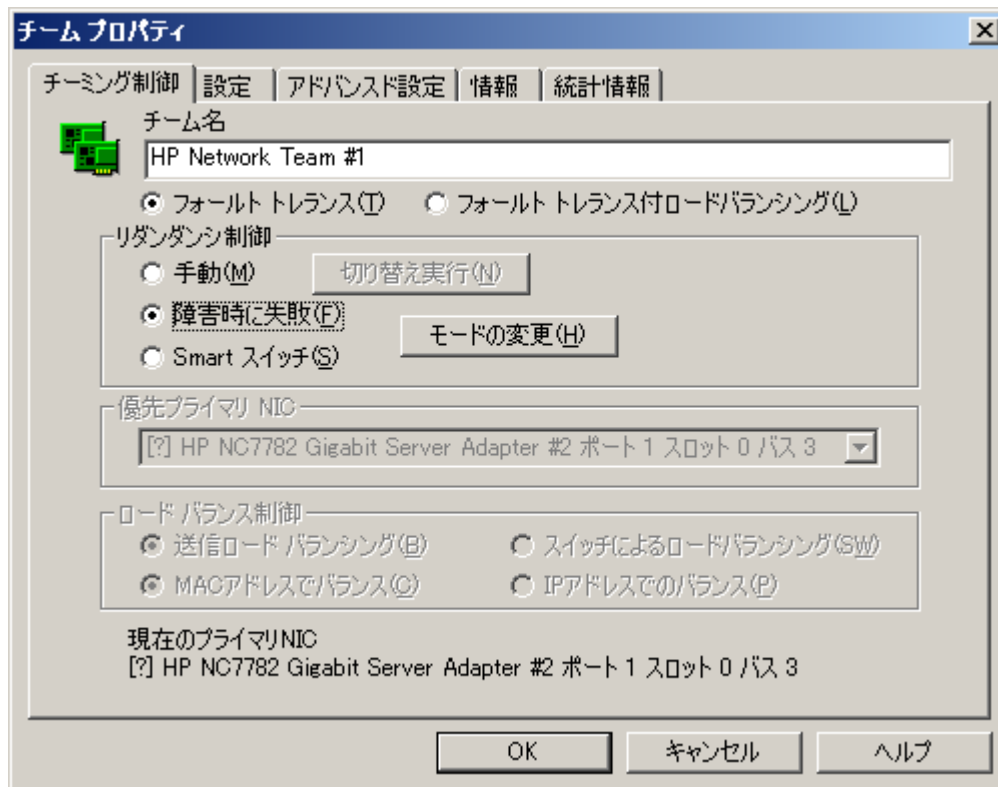 チーム プロパティ
チーミング制御 設定 アドバンスド設定 情報 統計情報
チーム名
HP Network Team #1
フォールト トレランス(T) フォールト トレランス付ロードバランシング(L)
リダンダンシ制御
手動(M) 切り替え実行(N)
障害時に失敗(F)
モードの変更(H)
Smart スイッチ(S)
優先プライマリ NIC
[?] HP NC7782 Gigabit Server Adapter #2 ポート 1 スロット 0 バス 3
ロード バランス制御
送信ロード バランシング(B) スイッチによるロードバランシング(SW)
MACアドレスでバランス(C) IPアドレスでのバランス(P)
現在のプライマリNIC
[?] HP NC7782 Gigabit Server Adapter #2 ポート 1 スロット 0 バス 3
OK キャンセル ヘルプ